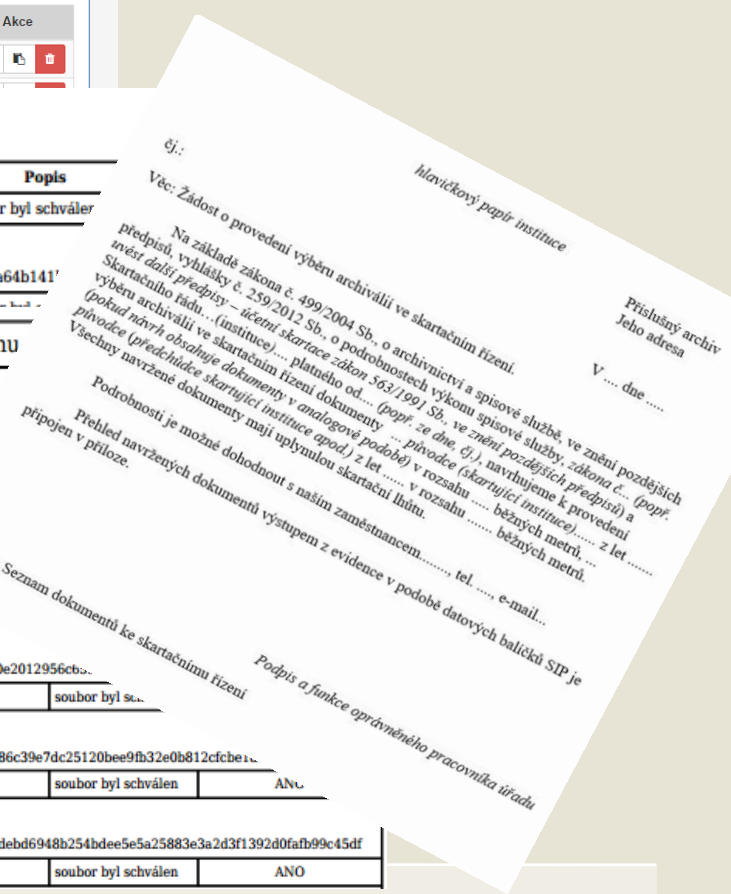 Akce
Popis
r byl schválen
a64b141
nu
čj.:
hlavičkový papír instituce
Věc: Žádost o provedení výběru archiválií ve skartačním řízení.
Příslušný archiv
Jeho adresa
V .... dne .....
Na základě zákona č. 499/2004 Sb., o archivnictví a spisové službě, ve znění pozdějších
předpisů, vyhlášky č. 259/2012 Sb., o podrobnostech výkonu spisové služby, zákona č... (popř.
uvést další předpisy – účetní skartace zákon 563/1991 Sb., ve znění pozdějších předpisů) a
Skartačního řádu…(instituce).... platného od.... (popř. ze dne, čj.), navrhujeme k provedení
výběru archiválií ve skartačním řízení dokumenty ... původce (skartující instituce)...... z let .......
(pokud návrh obsahuje dokumenty v analogové podobě) v rozsahu .... běžných metrů, ...
původce (předchůdce skartující instituce apod.) z let ...... v rozsahu ...... běžných metrů.
Všechny navržené dokumenty mají uplynulou skartační lhůtu.
Podrobnosti je možné dohodnout s naším zaměstnancem......., tel. ...., e-mail...
Přehled navržených dokumentů výstupem z evidence v podobě datových balíčků SIP je
připojen v příloze.
Seznam dokumentů ke skartačnímu řízení
Podpis a funkce oprávněného pracovníka úřadu
0e2012956c6
soubor byl
86c39e7dc25120bee9fb32e0b812cfcbe
soubor byl schválen ANO
debd6948b254bdee5e5a25883e3a2d3f1392d0fafb99c45df
soubor byl schválen ANO